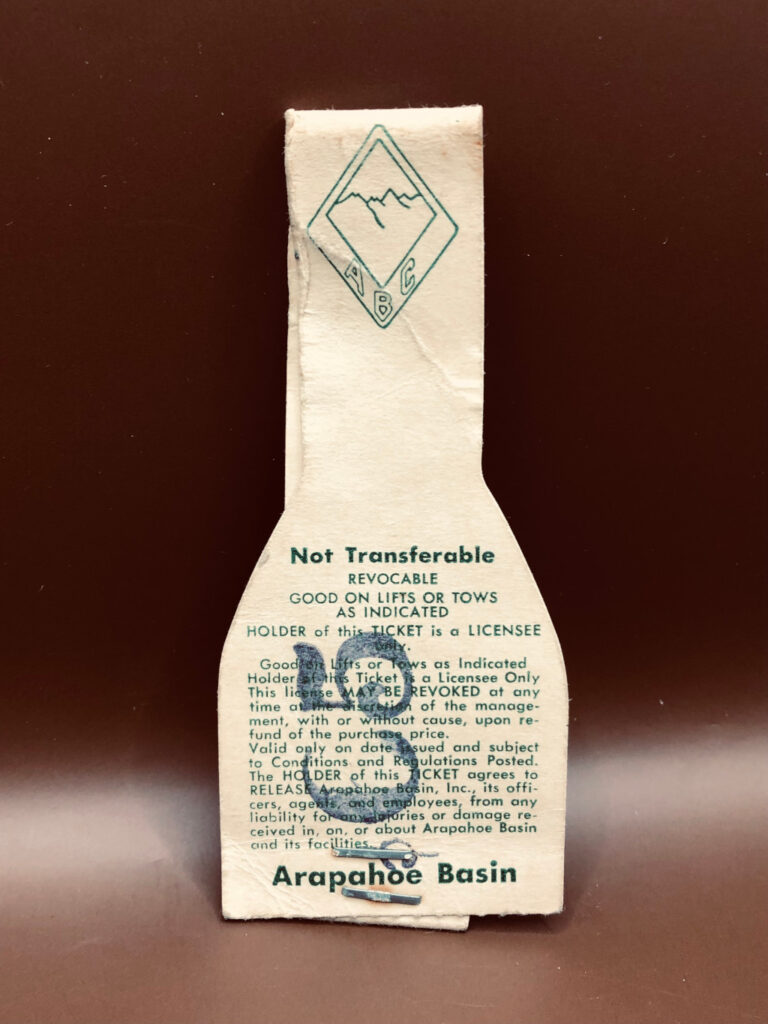 A B C
Not Transferable
REVOCABLE
GOOD ON LIFTS OR TOWS
AS INDICATED
HOLDER of this TICKET is a LICENSEE
only.
Good on Lifts or Tows as Indicated
Holder of this Ticket is a Licensee Only
This license MAY BE REVOKED at any
time at the discretion of the manage-
ment, with or without cause, upon re-
fund of the purchase price.
Valid only on date issued and subject
to Conditions and Regulations Posted.
The HOLDER of this TICKET agrees to
RELEASE Arapahoe Basin, Inc., its offi-
cers, agents, and employees, from any
liability for any injuries or damage re-
ceived in, on, or about Arapahoe Basin
and its facilities.
Arapahoe Basin